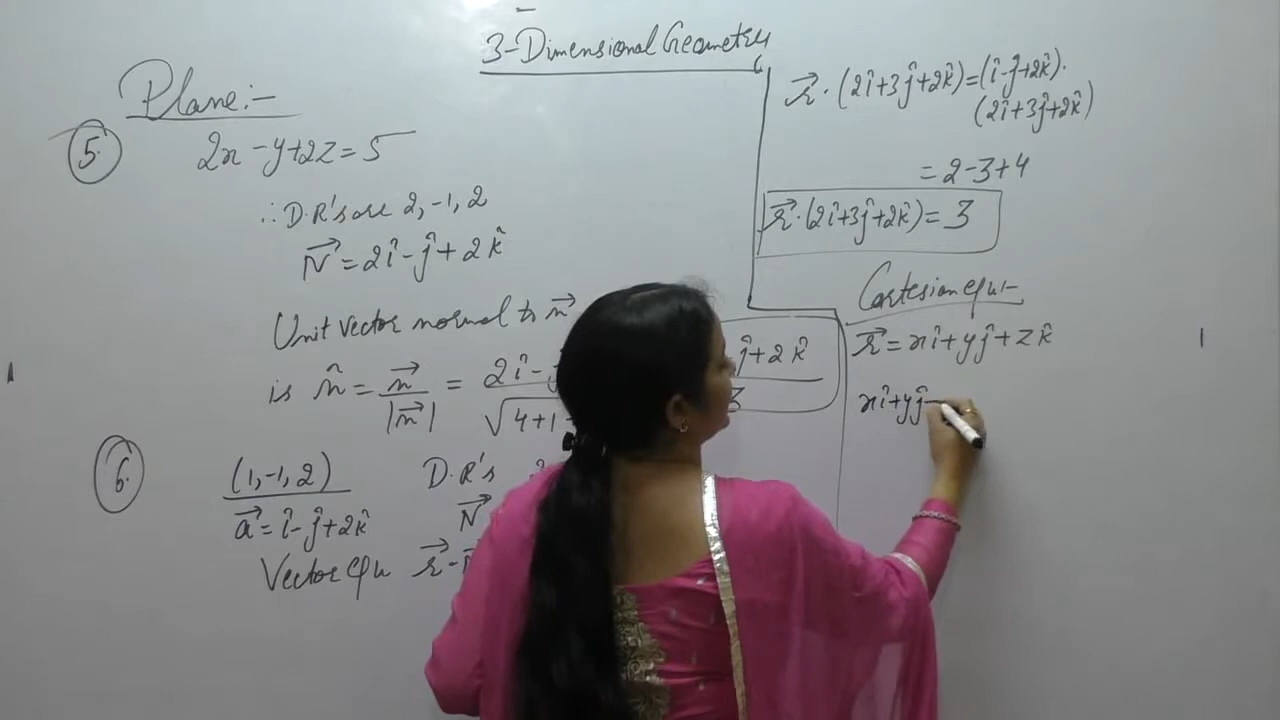 3-Dimensional Geometry
Plane:-
5.
2x - y + 2z = 5
∴ D.R's are 2, -1, 2
N⃗ = 2î - ĵ + 2k̂
Unit vector normal to n⃗
is n̂ = n⃗/|n⃗| = 2î - / √4+1+ ĵ + 2k̂ / 3
6.
(1, -1, 2) D.R's
a⃗ = î - ĵ + 2k̂ N⃗
Vector equ r⃗ .
r⃗ . (2î + 3ĵ + 2k̂) = (î - ĵ + 2k̂) .
(2î + 3ĵ + 2k̂)
= 2 - 3 + 4
r⃗ . (2î + 3ĵ + 2k̂) = 3
Cartesian equ :-
r⃗ = xî + yĵ + zk̂
xî + yĵ